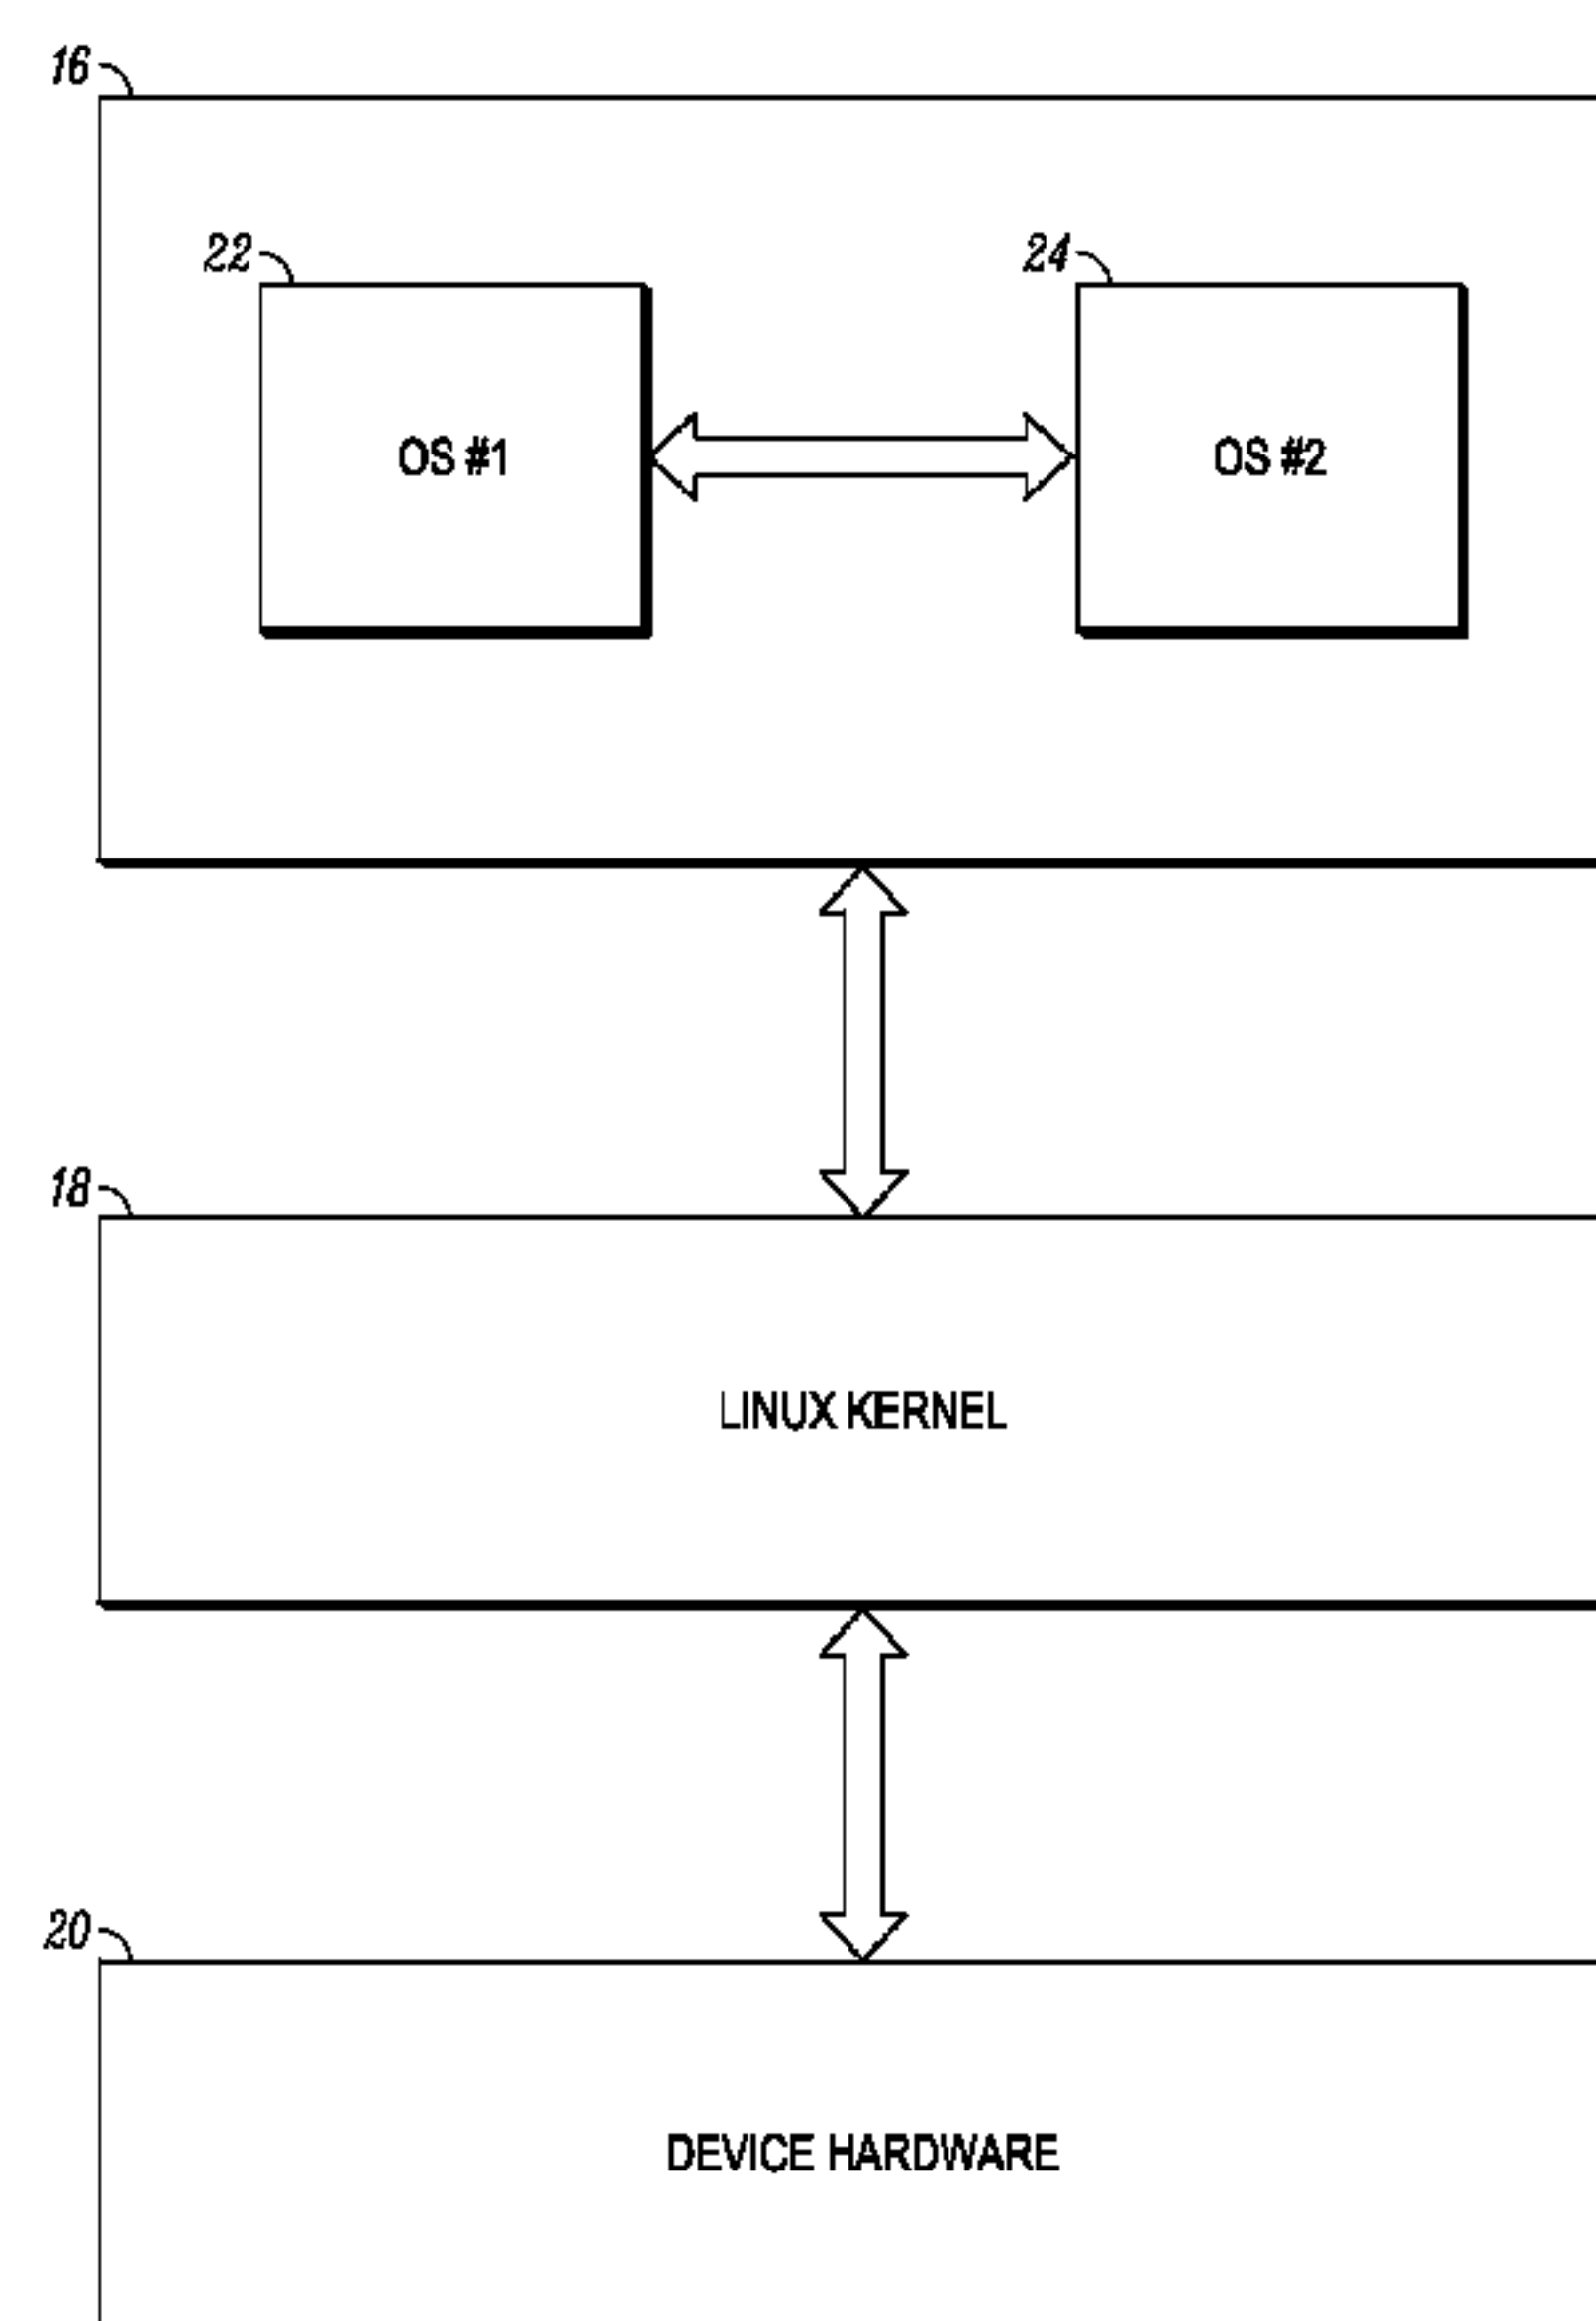 16
22
24
OS #1
OS #2
18
LINUX KERNEL
20
DEVICE HARDWARE